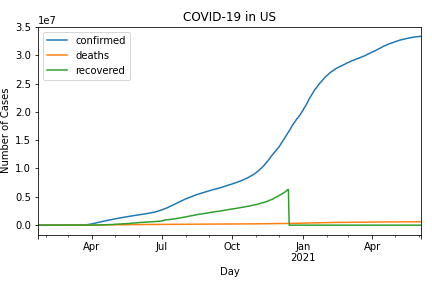 COVID-19 in US
1e7
confirmed
deaths
recovered
Number of Cases
3.5
3.0
2.5
2.0
1.5
1.0
0.5
0.0
Apr
Jul
Oct
Jan
2021
Apr
Day